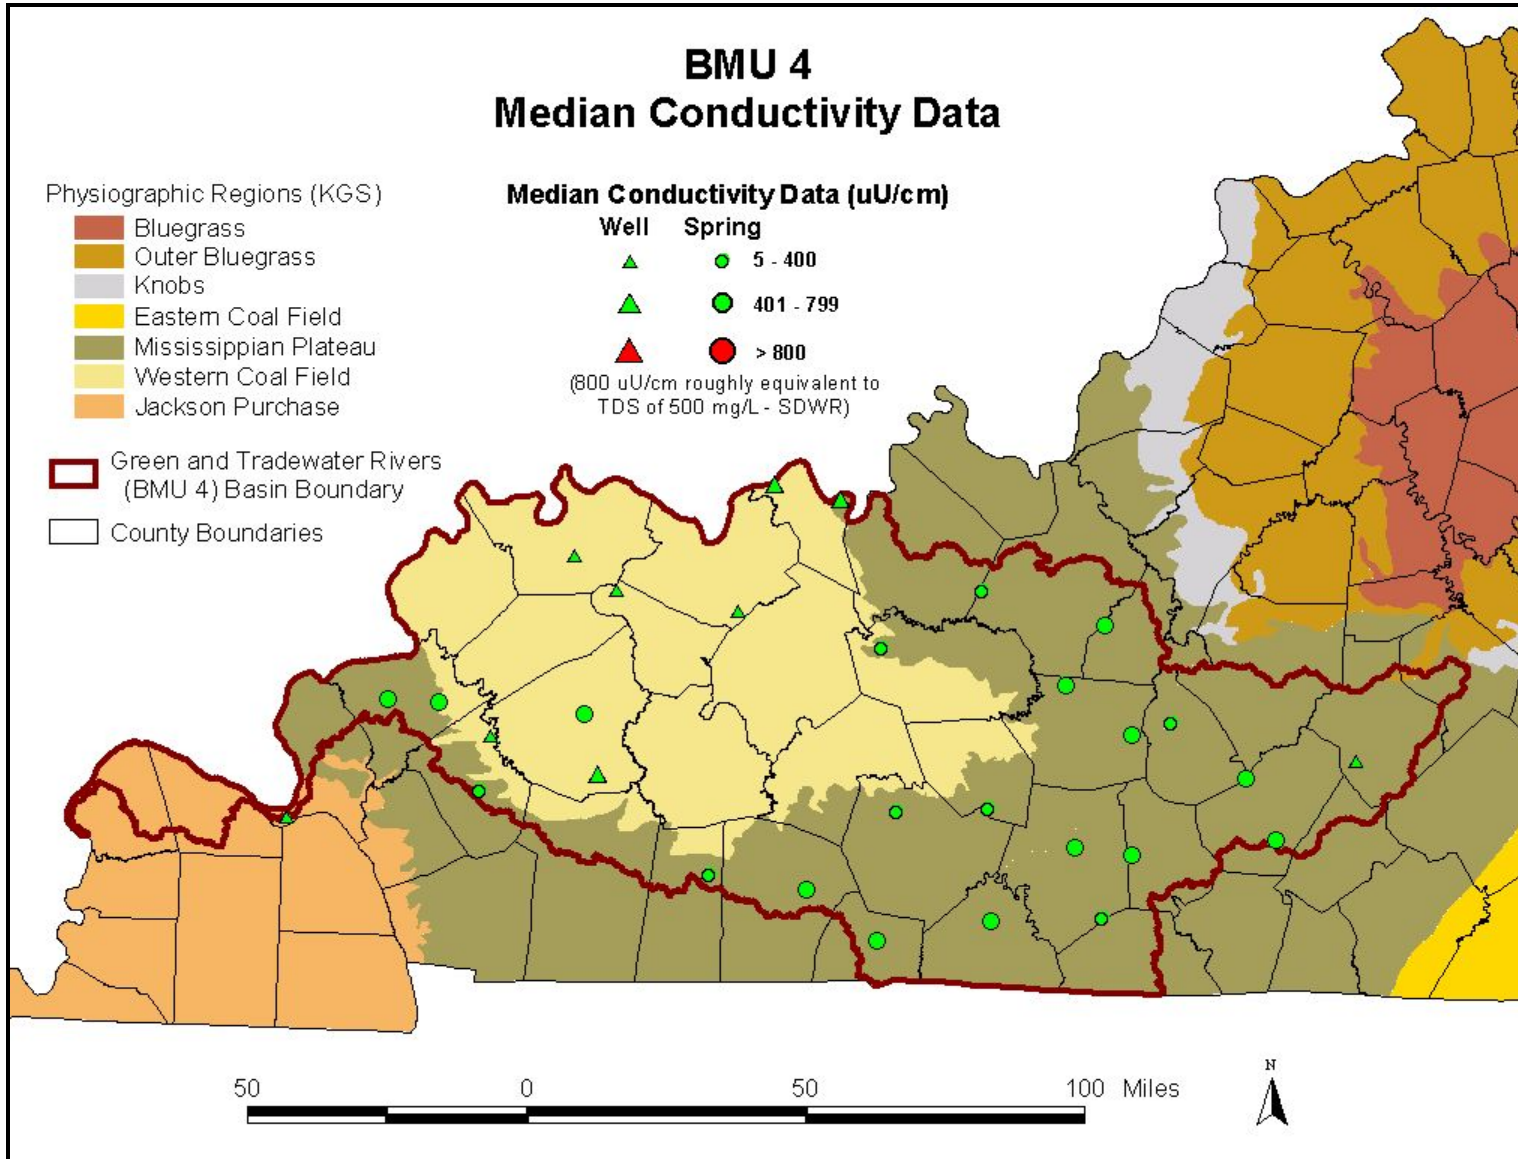 BMU 4
Median Conductivity Data
Physiographic Regions (KGS)
Bluegrass
Outer Bluegrass
Knobs
Eastern Coal Field
Mississippian Plateau
Western Coal Field
Jackson Purchase
Green and Tradewater Rivers
(BMU 4) Basin Boundary
County Boundaries
Median Conductivity Data (uU/cm)
Well Spring
5 - 400
401 - 799
> 800
(800 uU/cm roughly equivalent to
TDS of 500 mg/L - SDWR)
50 0 50 100 Miles
N